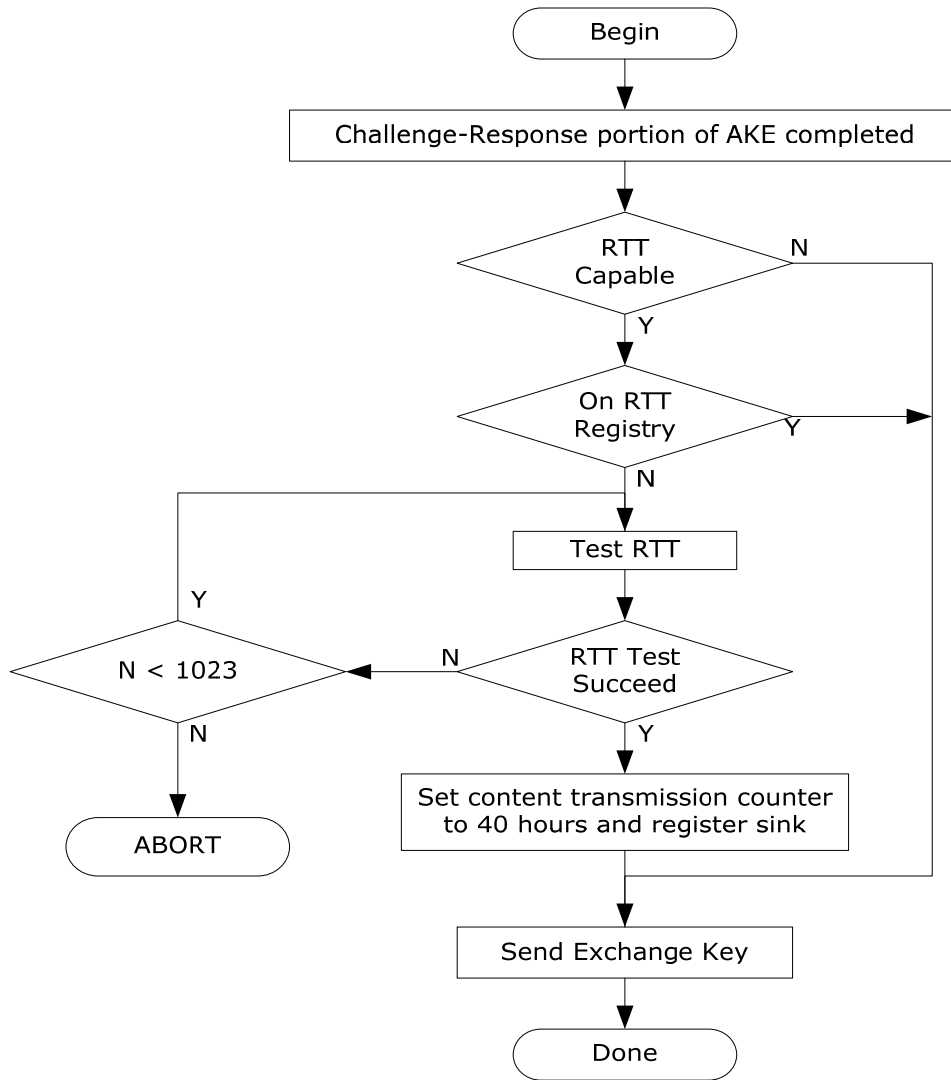 Begin
Challenge-Response portion of AKE completed
RTT
Capable
N
Y
On RTT
Registry
Y
N
Test RTT
Y
N < 1023
N
RTT Test
Succeed
N
Y
Set content transmission counter
to 40 hours and register sink
ABORT
Send Exchange Key
Done